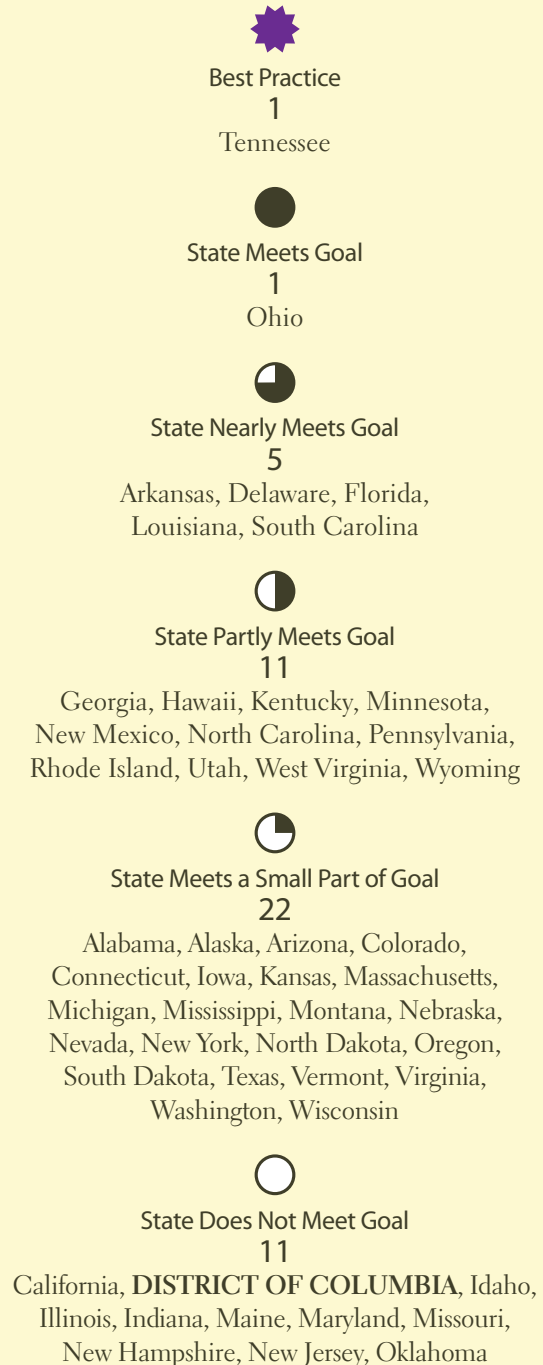 Best Practice
1
Tennessee
State Meets Goal
1
Ohio
State Nearly Meets Goal
5
Arkansas, Delaware, Florida,
Louisiana, South Carolina
State Partly Meets Goal
11
Georgia, Hawaii, Kentucky, Minnesota,
New Mexico, North Carolina, Pennsylvania,
Rhode Island, Utah, West Virginia, Wyoming
State Meets a Small Part of Goal
22
Alabama, Alaska, Arizona, Colorado,
Connecticut, Iowa, Kansas, Massachusetts,
Michigan, Mississippi, Montana, Nebraska,
Nevada, New York, North Dakota, Oregon,
South Dakota, Texas, Vermont, Virginia,
Washington, Wisconsin
State Does Not Meet Goal
11
California, DISTRICT OF COLUMBIA, Idaho,
Illinois, Indiana, Maine, Maryland, Missouri,
New Hampshire, New Jersey, Oklahoma